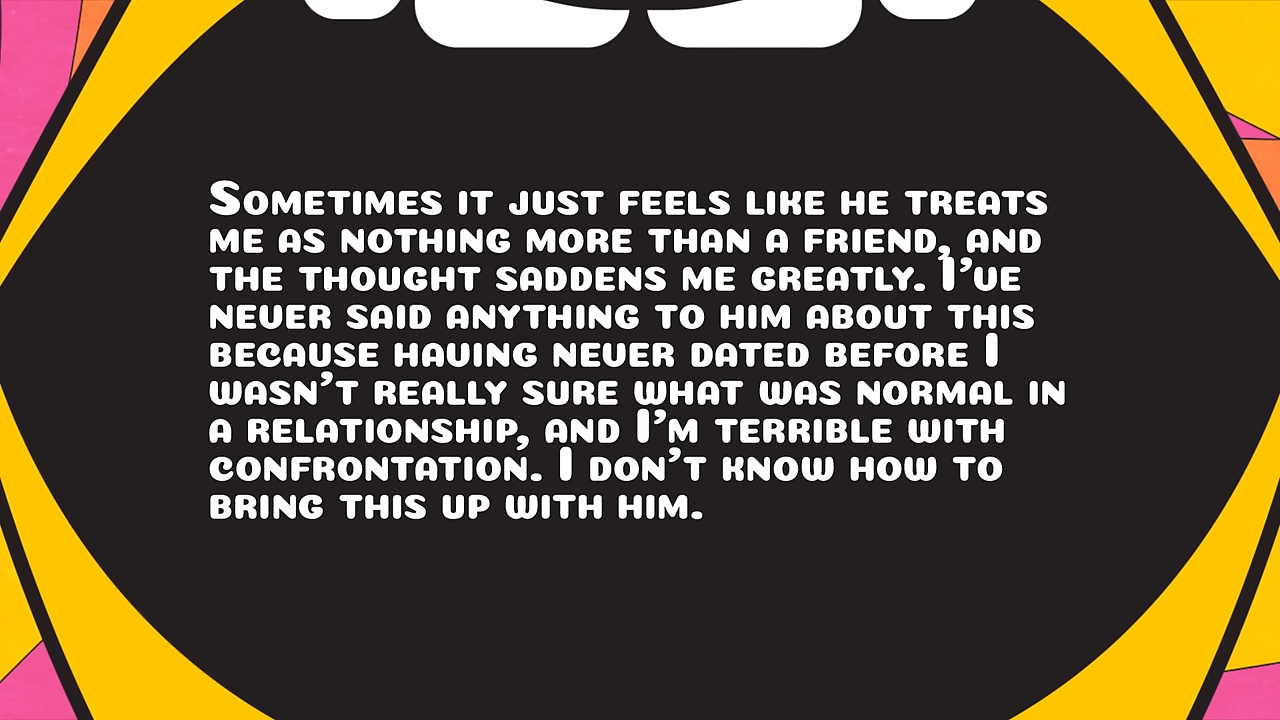 Sometimes it just feels like he treats
me as nothing more than a friend, and
the thought saddens me greatly. I've
never said anything to him about this
because having never dated before I
wasn't really sure what was normal in
a relationship, and I'm terrible with
confrontation. I don't know how to
bring this up with him.